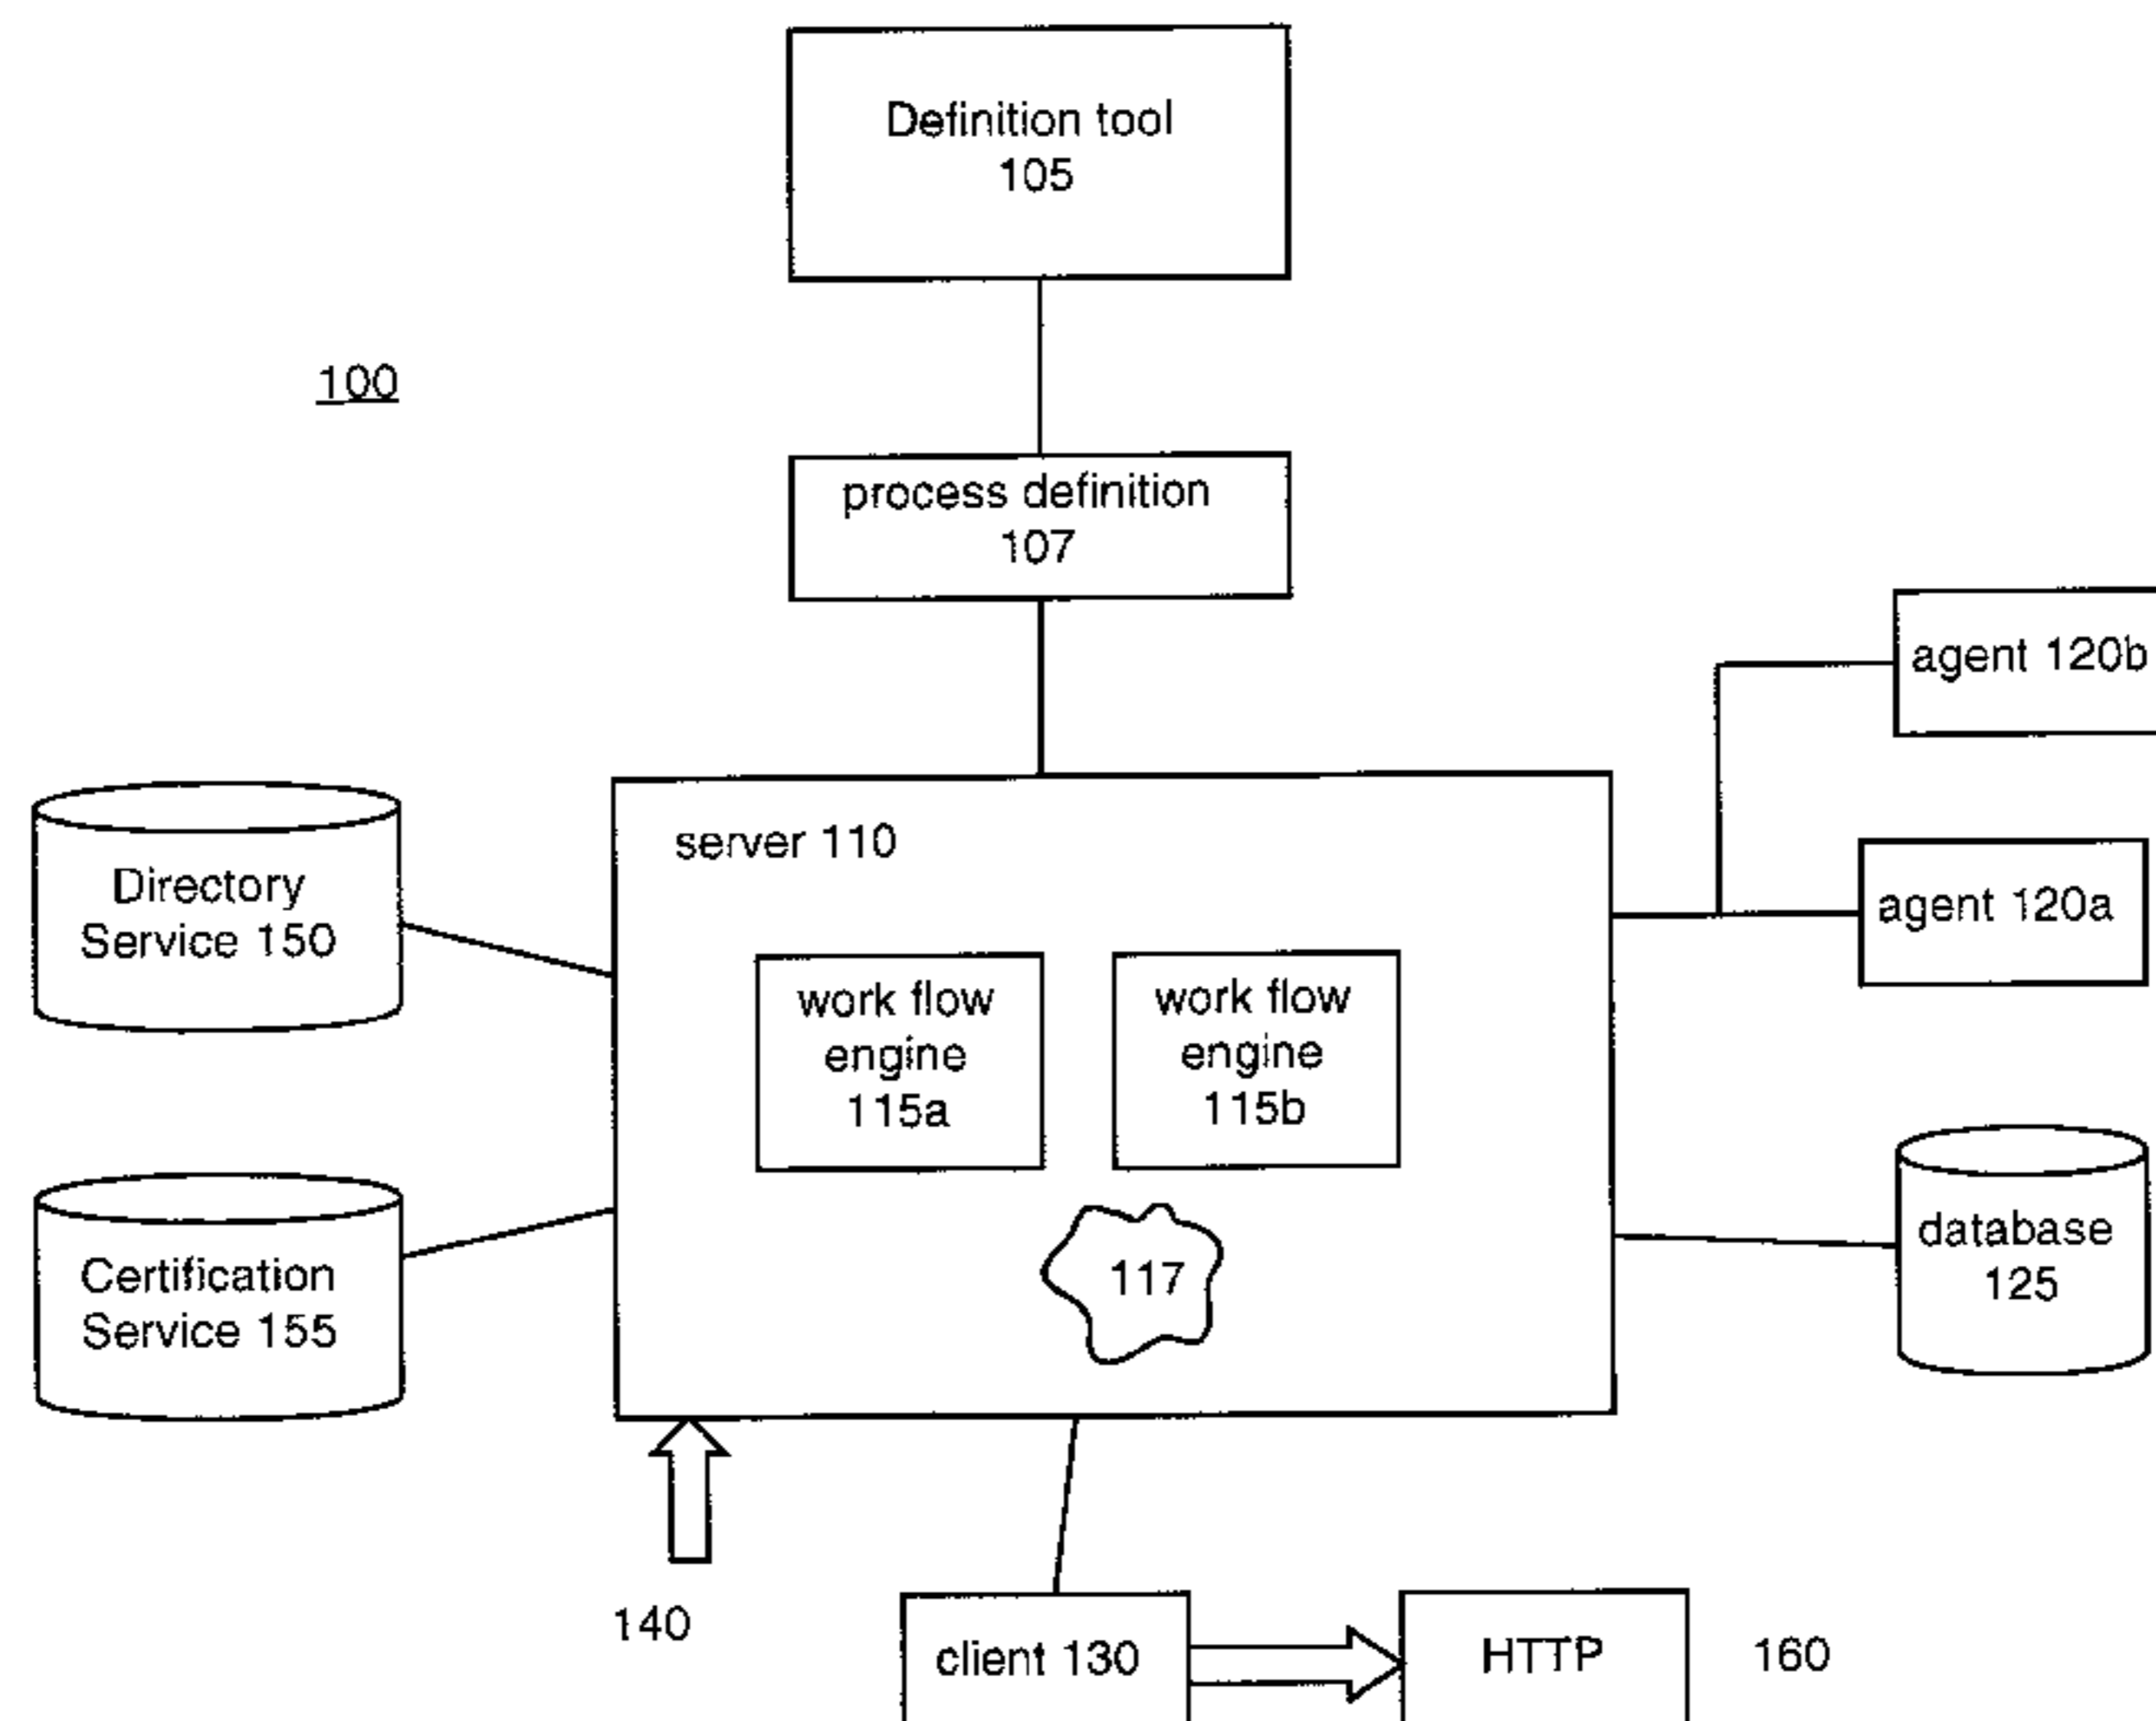 Definition tool
105
100
process definition
107
agent 120b
server 110
agent 120a
Directory
Service 150
work flow
engine
115a
work flow
engine
115b
Certification
Service 155
117
database
125
140
client 130
HTTP
160